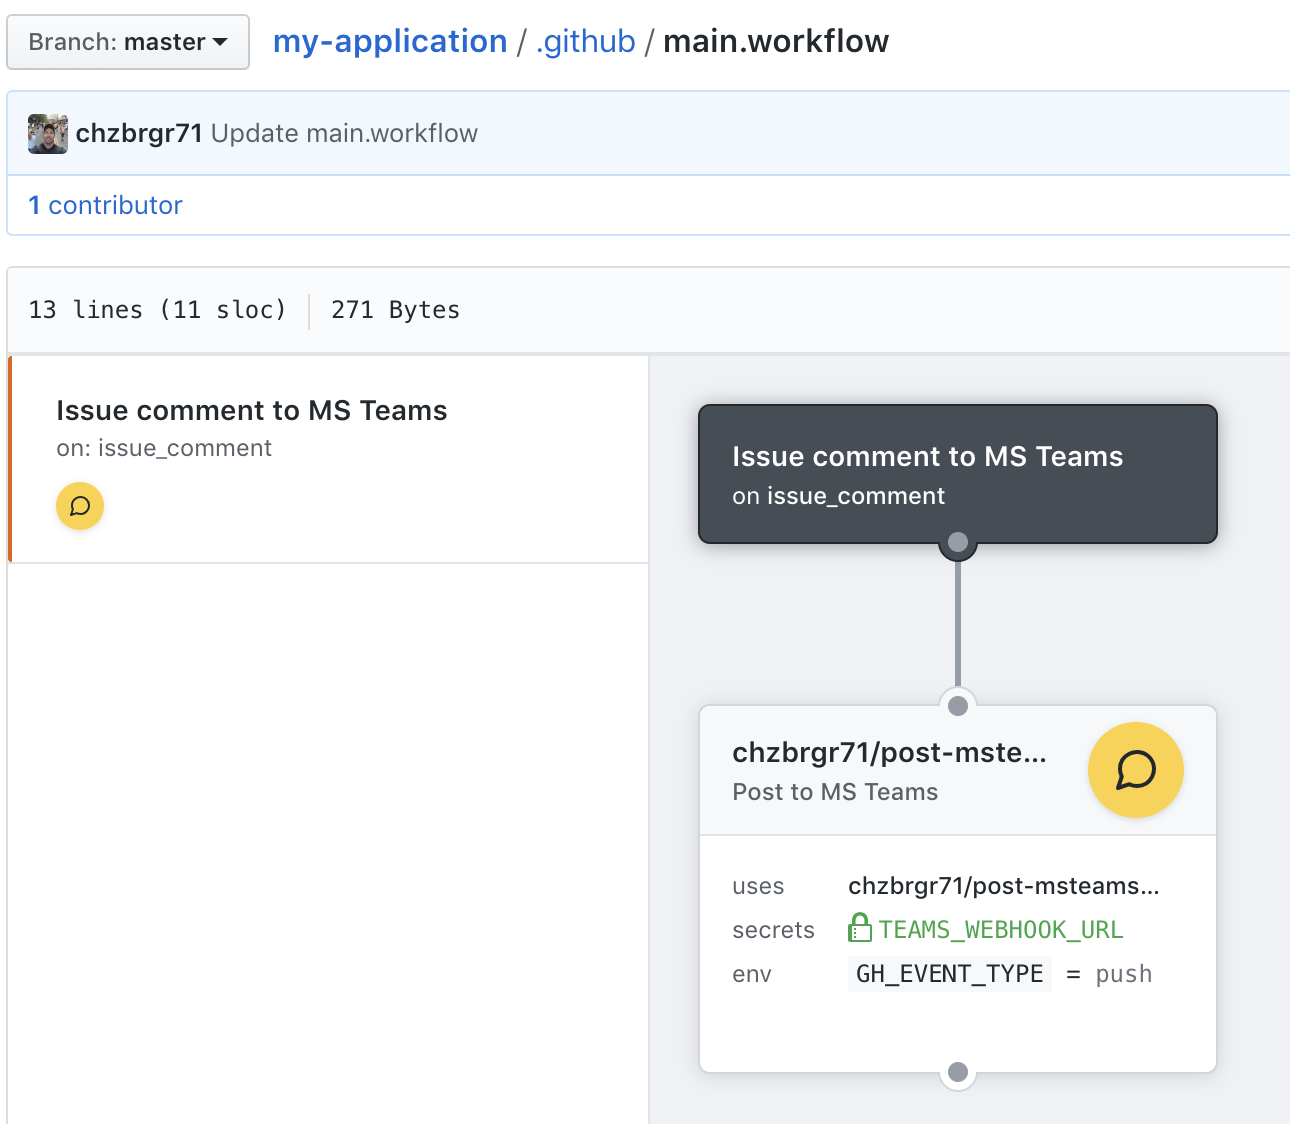 Branch: master my-application / .github / main.workflow
chzbrgr71 Update main.workflow
1 contributor
13 lines (11 sloc) 271 Bytes
Issue comment to MS Teams
on: issue_comment
Issue comment to MS Teams
on issue_comment
chzbrgr71/post-mste...
Post to MS Teams
uses chzbrgr71/post-msteams...
secrets TEAMS_WEBHOOK_URL
env GH_EVENT_TYPE = push